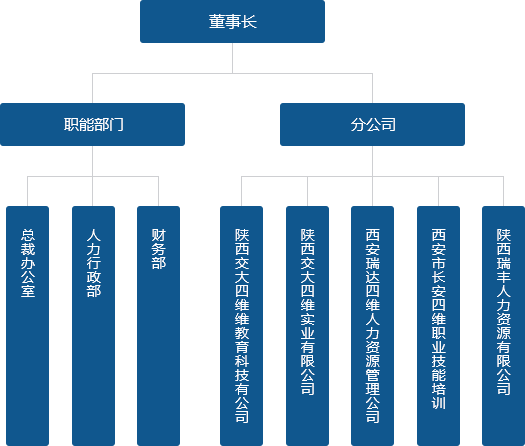 董事长
职能部门
分公司
总裁办公室
人力行政部
财务部
陕西交大四维维教育科技有公司
陕西交大四维实业有限公司
西安瑞达四维人力资源管理公司
西安市长安四维职业技能培训
陕西瑞丰人力资源有限公司